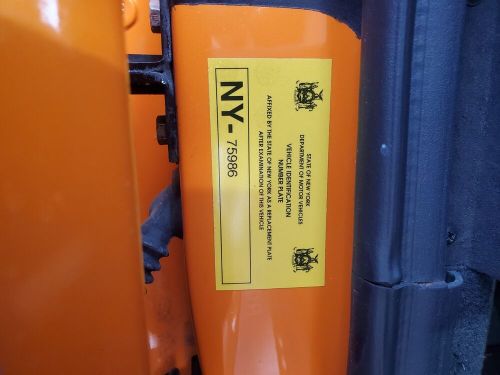 STATE OF NEW YORK
DEPARTMENT OF MOTOR VEHICLES
VEHICLE IDENTIFICATION
NUMBER PLATE
AFFIXED BY THE STATE OF NEW YORK AS A REPLACEMENT PLATE
AFTER EXAMINATION OF THIS VEHICLE
NY- 75986